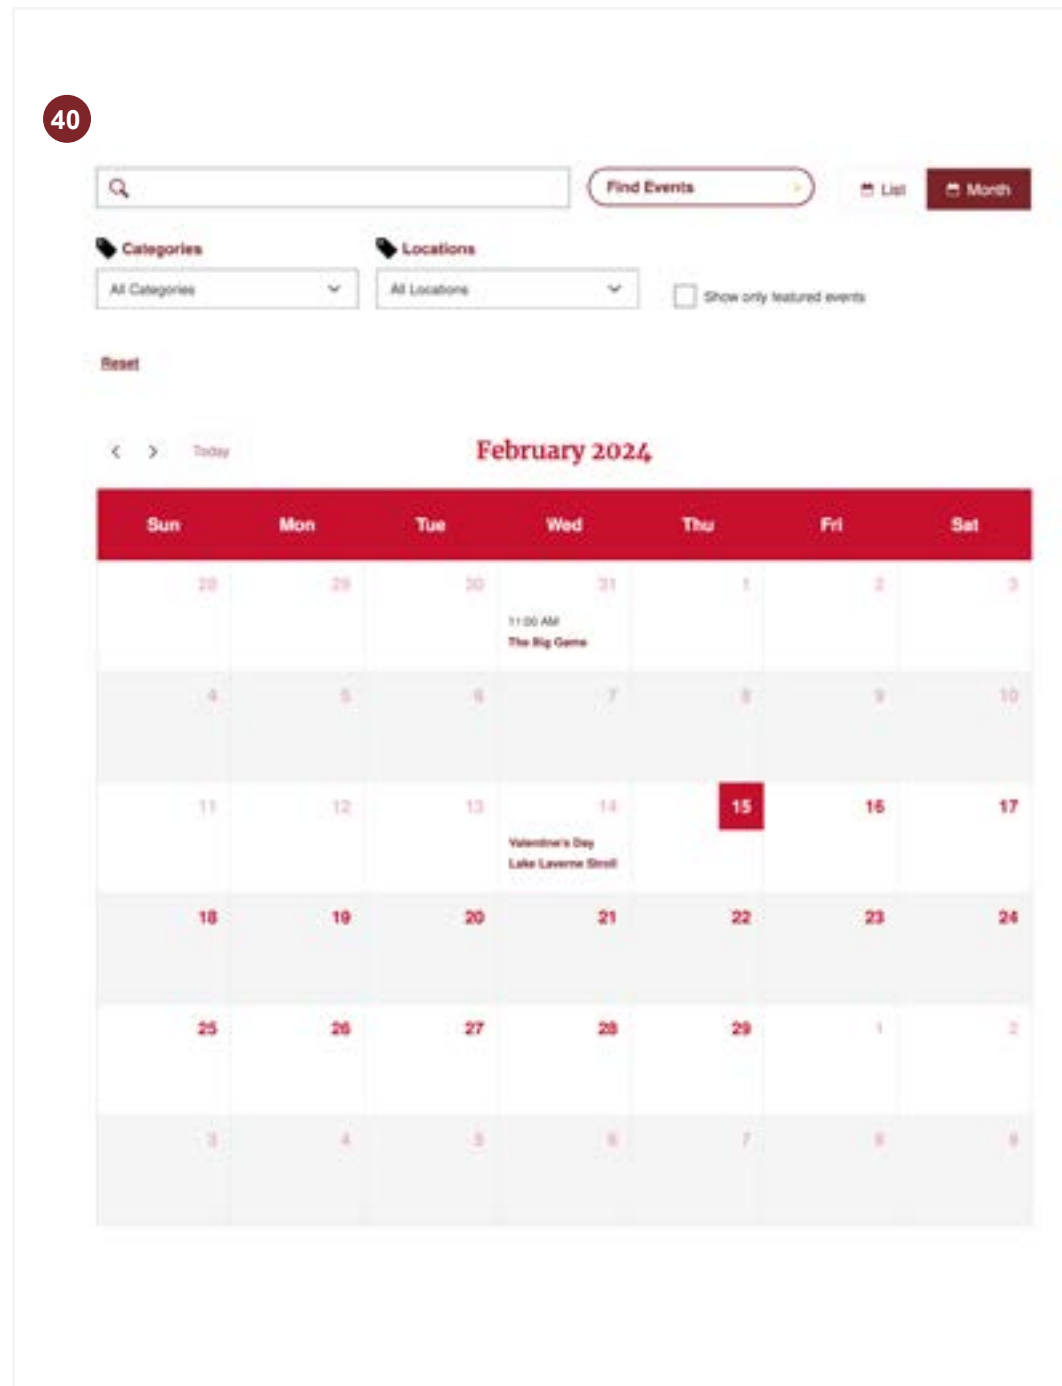 40
Find Events
List
Month
Categories
Locations
All Categories
All Locations
Show only featured events
Reset
Today
February 2024
Sun Mon Tue Wed Thu Fri Sat
28 29 30 31 1 2 3
11:00 AM
The Big Game
4 5 6 7 8 9 10
11 12 13 14 15 16 17
Valentine's Day
Lake Laverne Stroll
18 19 20 21 22 23 24
25 26 27 28 29 1 2
3 4 5 6 7 8 9